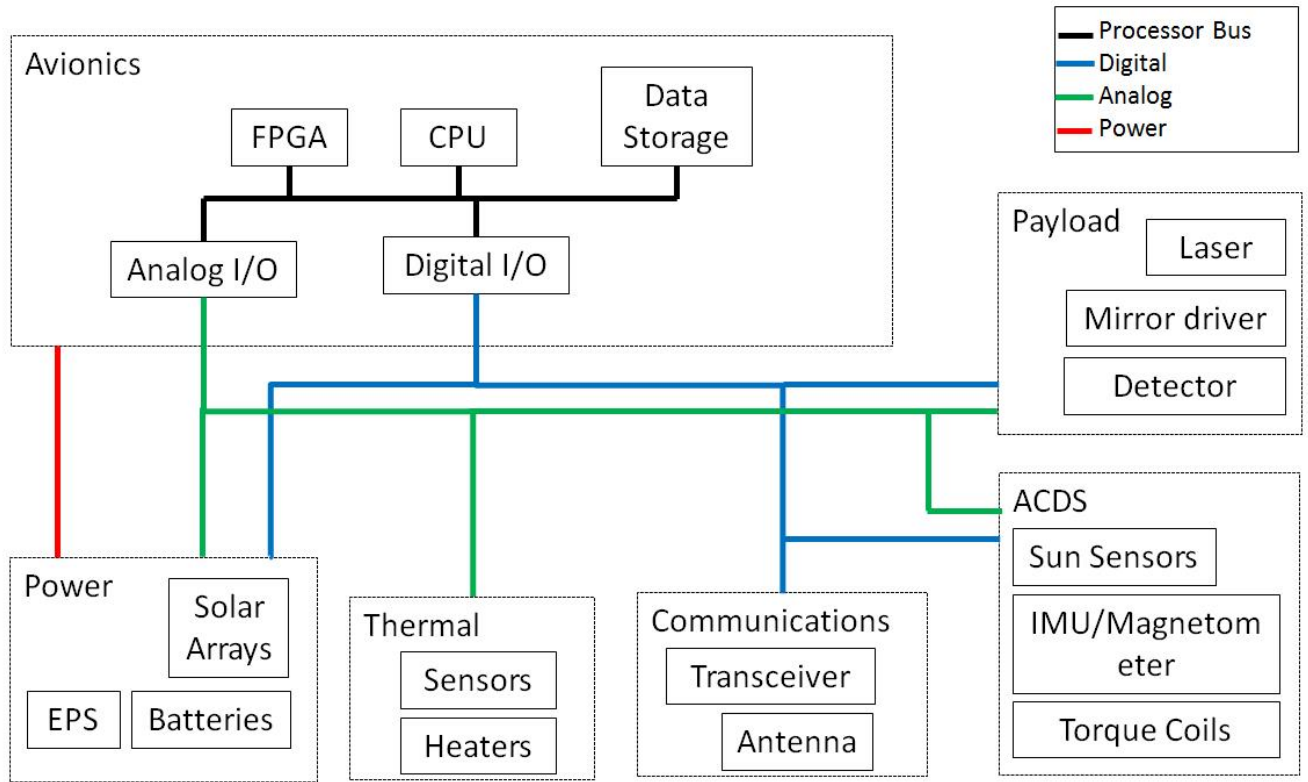 Avionics
FPGA
CPU
Data
Storage
Analog I/O
Digital I/O
Processor Bus
Digital
Analog
Power
Payload
Laser
Mirror driver
Detector
ACDS
Sun Sensors
IMU/Magnetom
eter
Torque Coils
Power
Solar
Arrays
EPS
Batteries
Thermal
Sensors
Heaters
Communications
Transceiver
Antenna